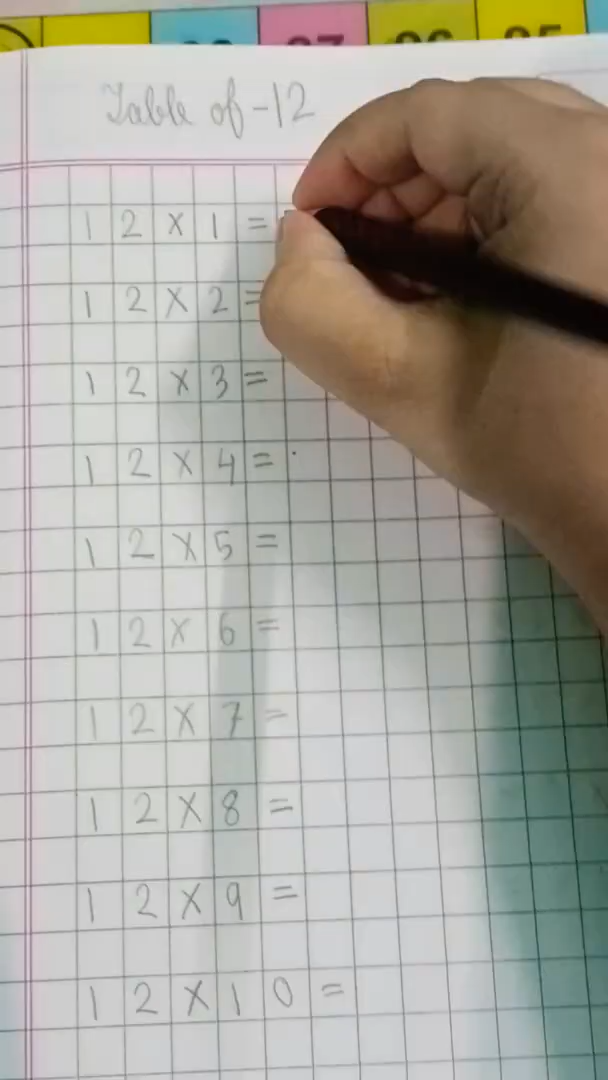 Table of -12
12 x 1 =
12 x 2 =
12 x 3 =
12 x 4 =
12 x 5 =
12 x 6 =
12 x 7 =
12 x 8 =
12 x 9 =
12 x 10 =